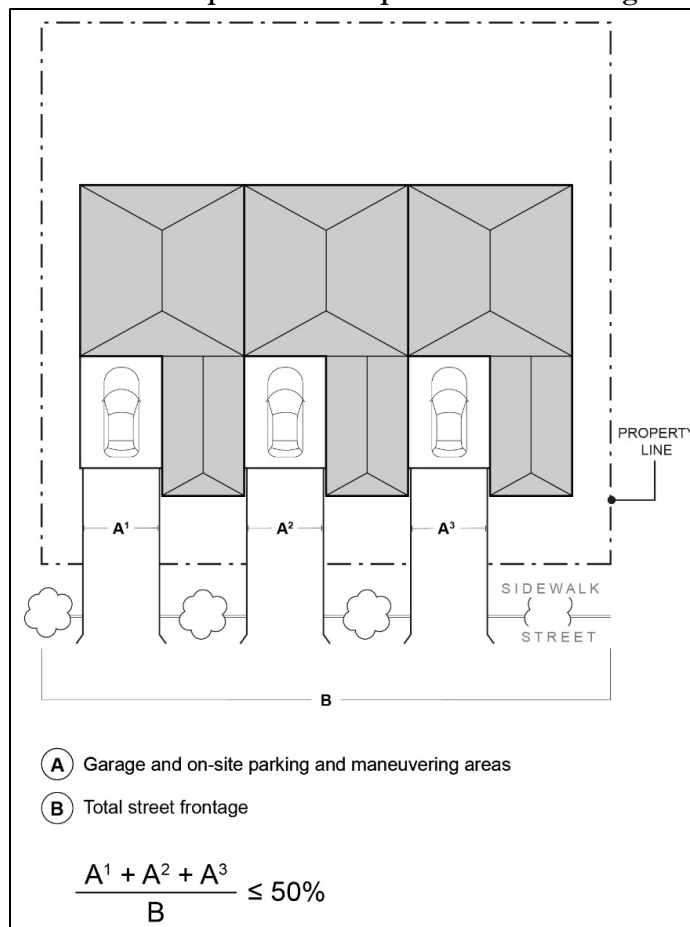 PROPERTY
LINE
A¹
A²
A³
SIDEWALK
STREET
B
A Garage and on-site parking and maneuvering areas
B Total street frontage
A¹ + A² + A³
B
≤ 50%